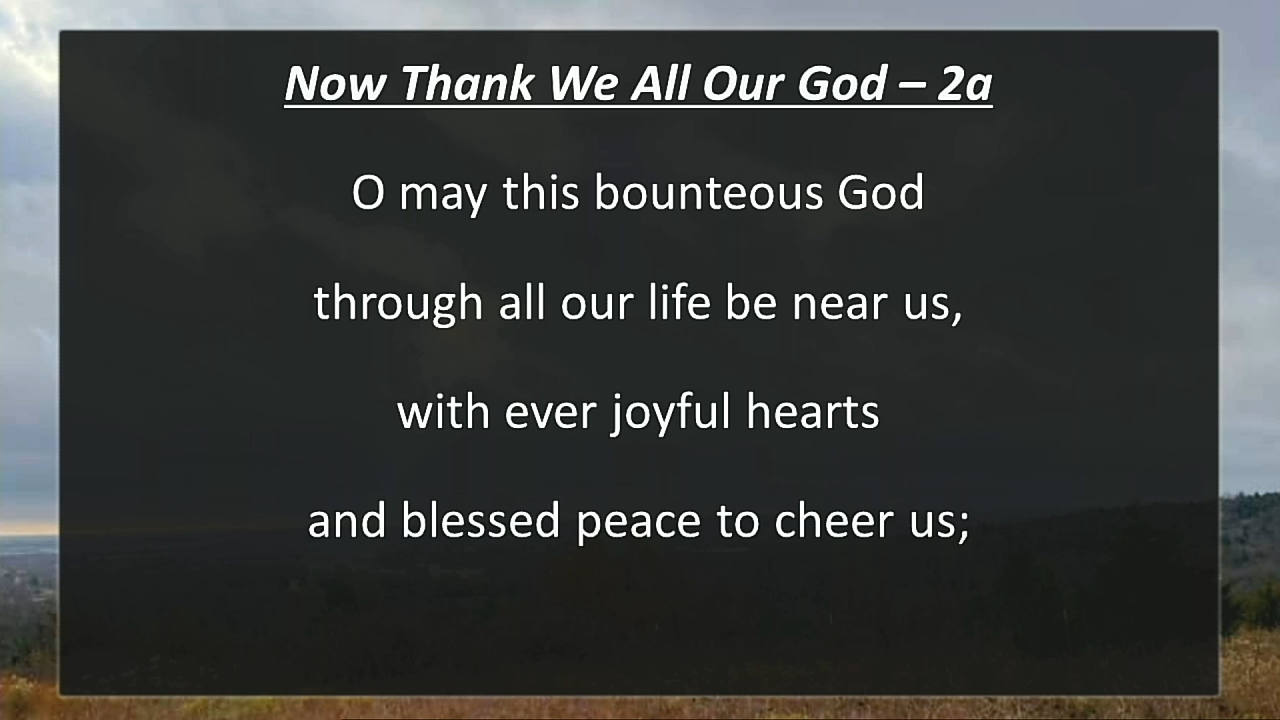 Now Thank We All Our God – 2a
O may this bounteous God
through all our life be near us,
with ever joyful hearts
and blessed peace to cheer us;